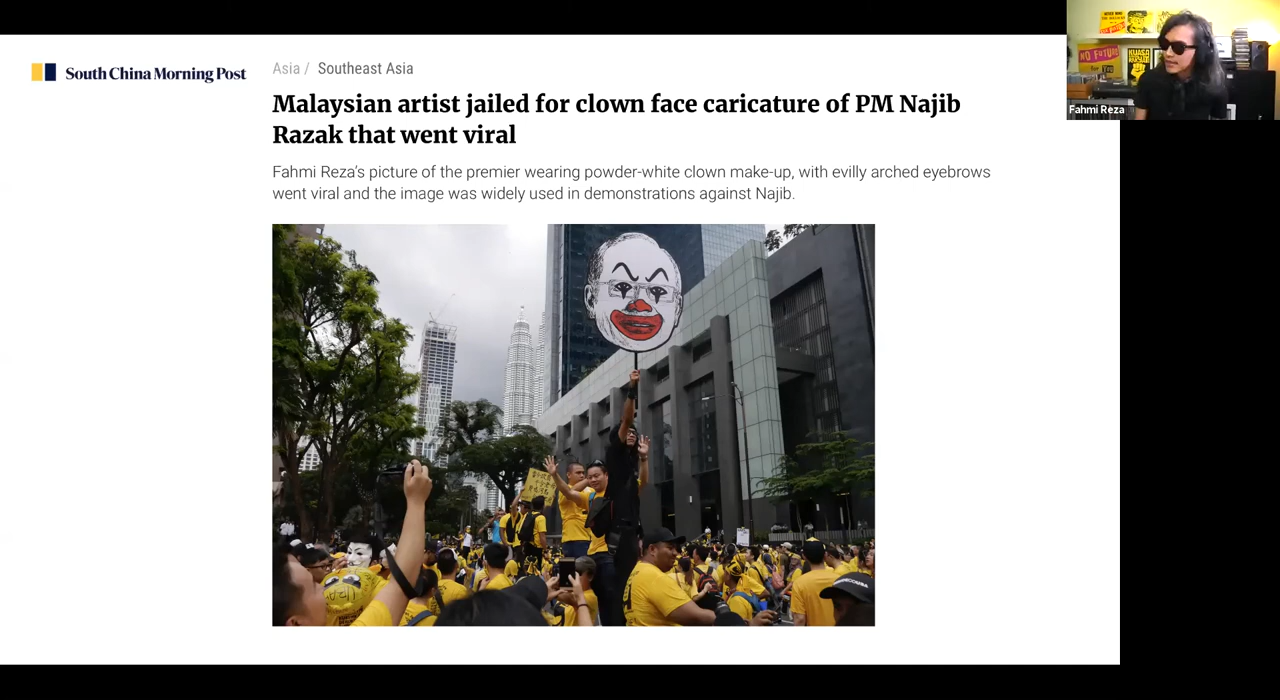 South China Morning Post
Asia / Southeast Asia
Malaysian artist jailed for clown face caricature of PM Najib
Razak that went viral
Fahmi Reza's picture of the premier wearing powder-white clown make-up, with evilly arched eyebrows
went viral and the image was widely used in demonstrations against Najib.
NO FUTURE
KUASA
RAKYAT
Fahmi Reza